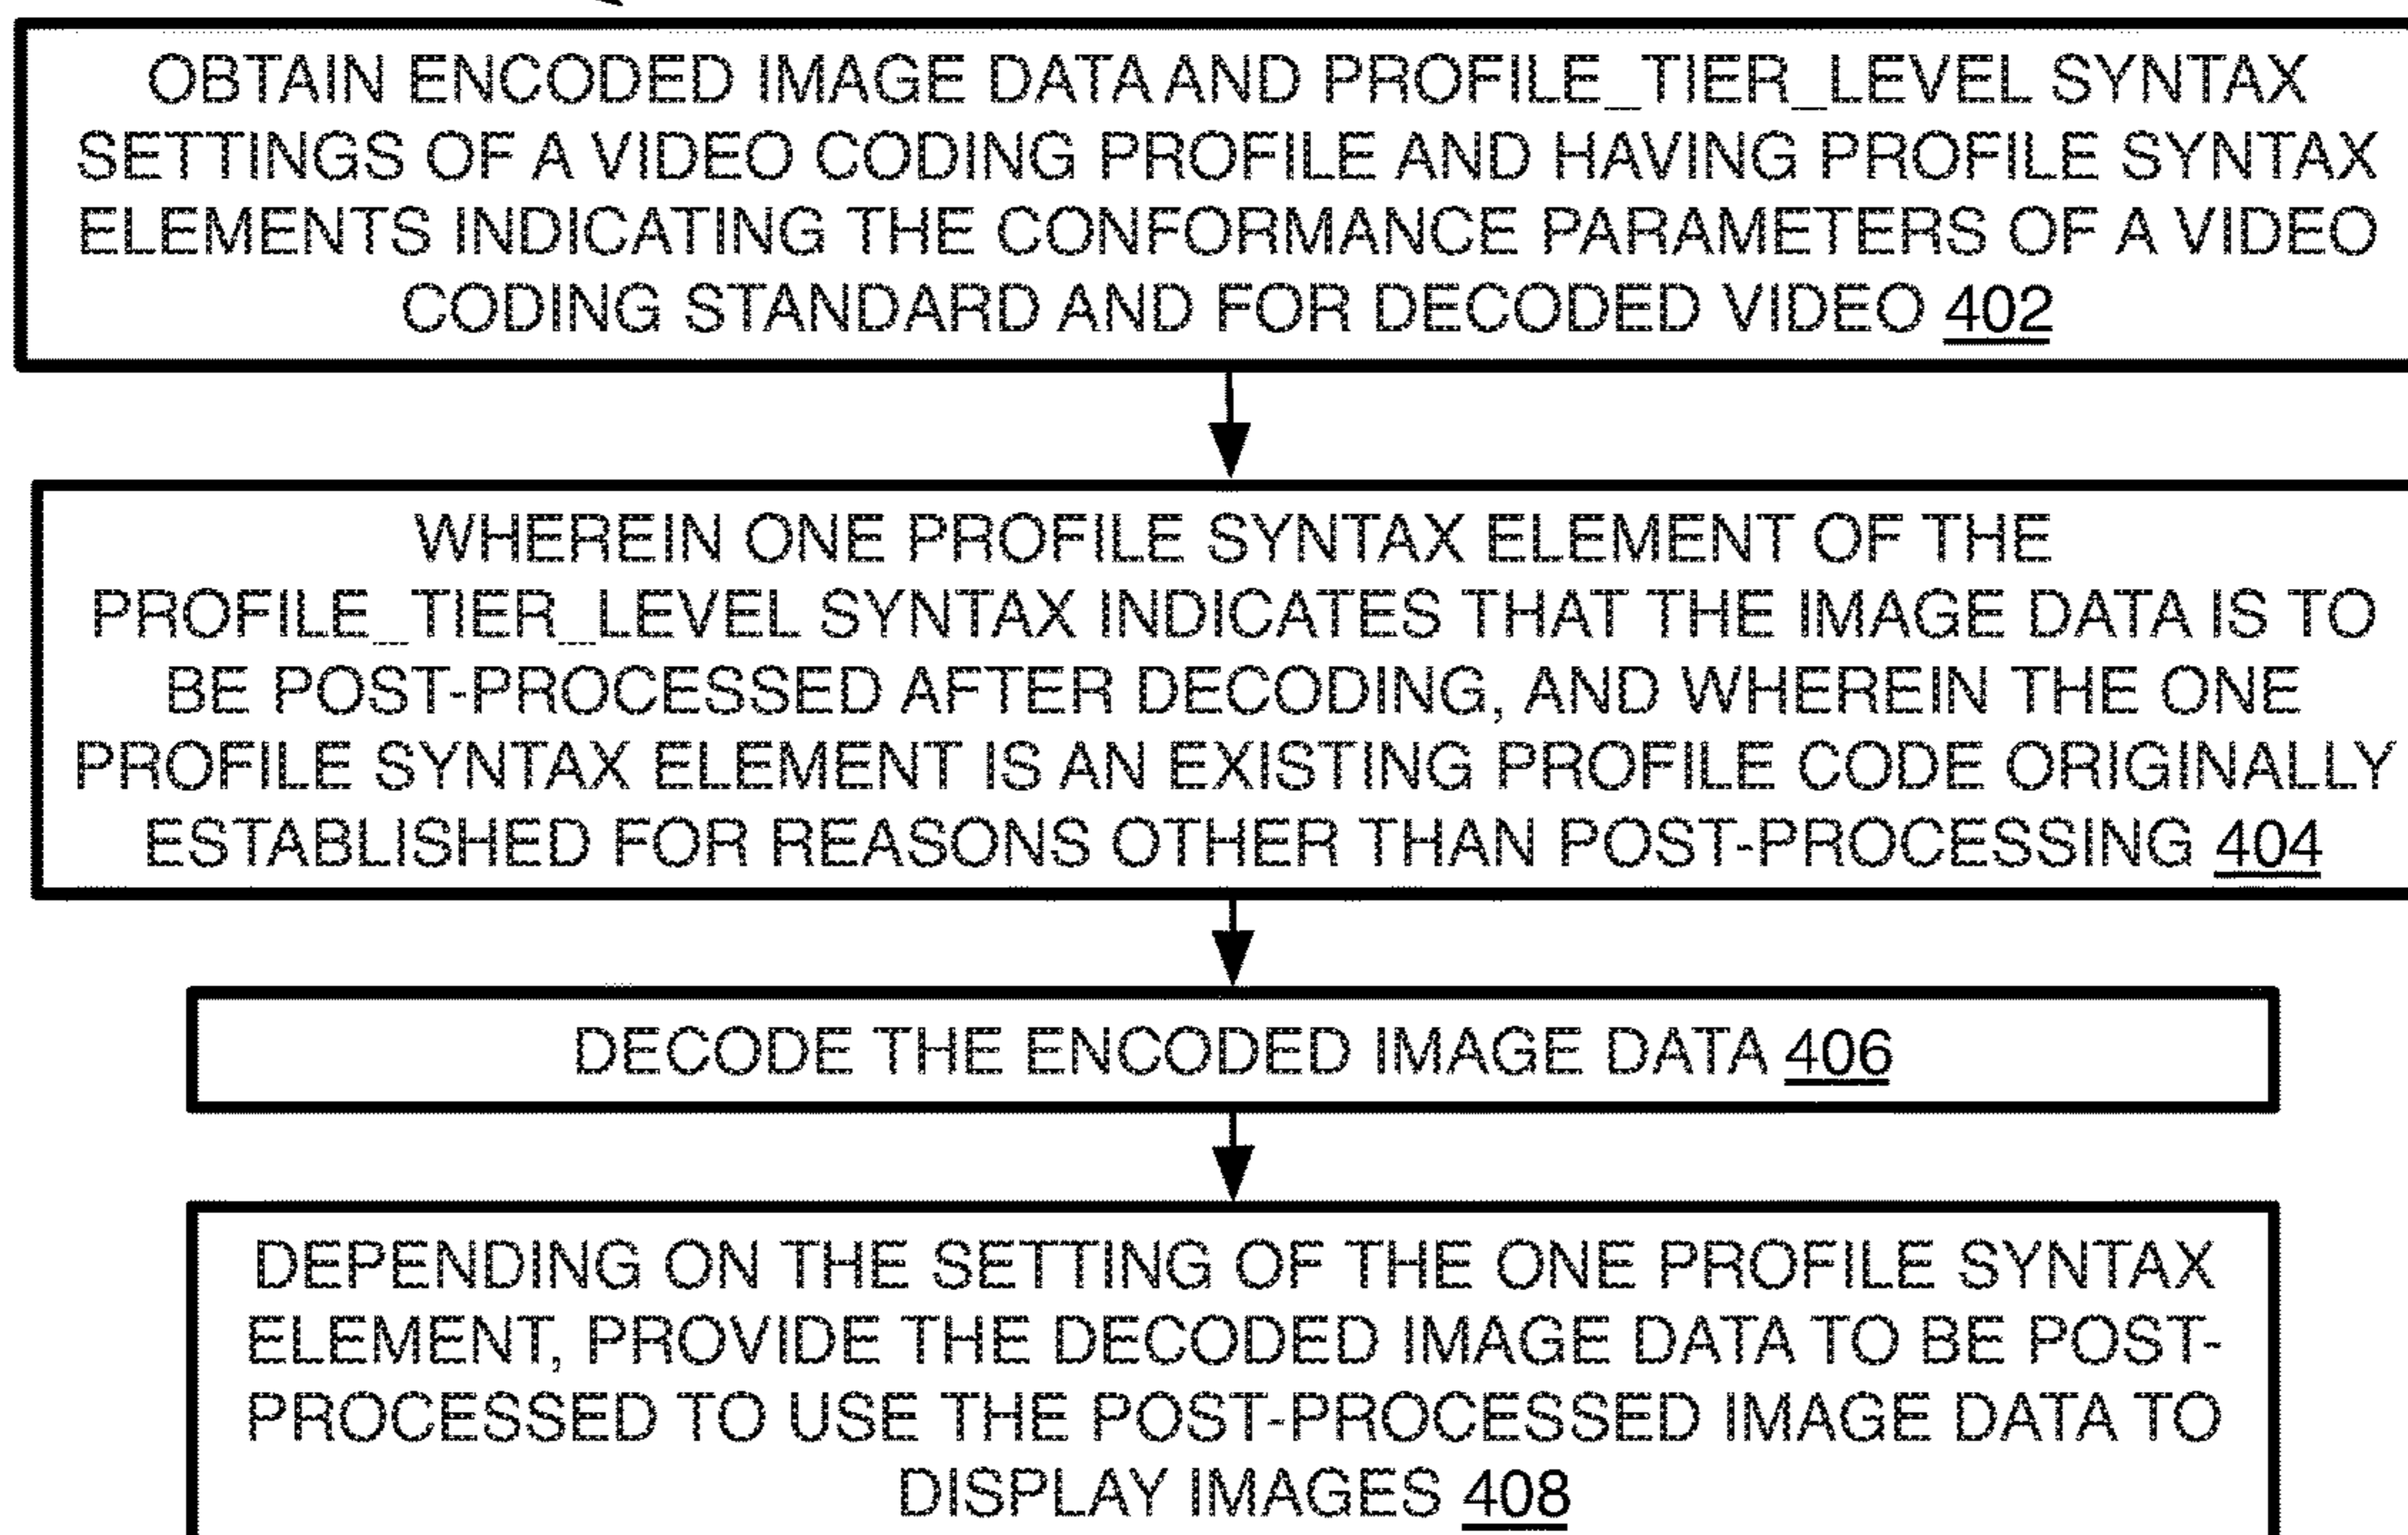 OBTAIN ENCODED IMAGE DATA AND PROFILE_TIER_LEVEL SYNTAX
SETTINGS OF A VIDEO CODING PROFILE AND HAVING PROFILE SYNTAX
ELEMENTS INDICATING THE CONFORMANCE PARAMETERS OF A VIDEO
CODING STANDARD AND FOR DECODED VIDEO 402
WHEREIN ONE PROFILE SYNTAX ELEMENT OF THE
PROFILE_TIER_LEVEL SYNTAX INDICATES THAT THE IMAGE DATA IS TO
BE POST-PROCESSED AFTER DECODING, AND WHEREIN THE ONE
PROFILE SYNTAX ELEMENT IS AN EXISTING PROFILE CODE ORIGINALLY
ESTABLISHED FOR REASONS OTHER THAN POST-PROCESSING 404
DECODE THE ENCODED IMAGE DATA 406
DEPENDING ON THE SETTING OF THE ONE PROFILE SYNTAX
ELEMENT, PROVIDE THE DECODED IMAGE DATA TO BE POST-
PROCESSED TO USE THE POST-PROCESSED IMAGE DATA TO
DISPLAY IMAGES 408